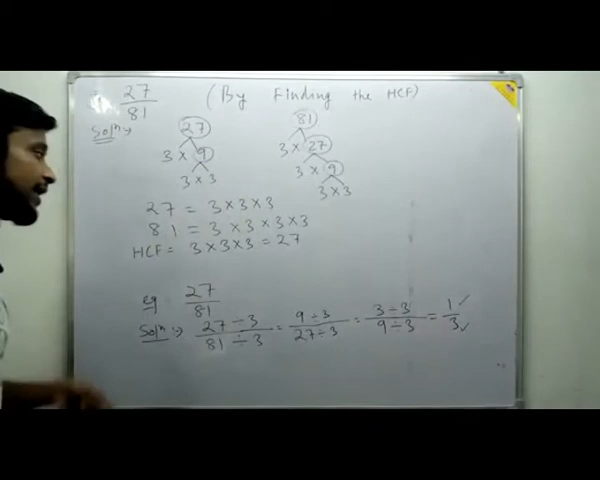 27/81 (By Finding the HCF)
Solⁿ→
27 81
3 × 9 3 × 27
3 × 3 3 × 9
3 × 3
27 = 3×3×3
81 = 3×3×3×3
HCF = 3×3×3 = 27
eg 27/81
Solⁿ:→ 27÷3/81÷3 = 9÷3/27÷3 = 3÷3/9÷3 = 1/3 ✓✓